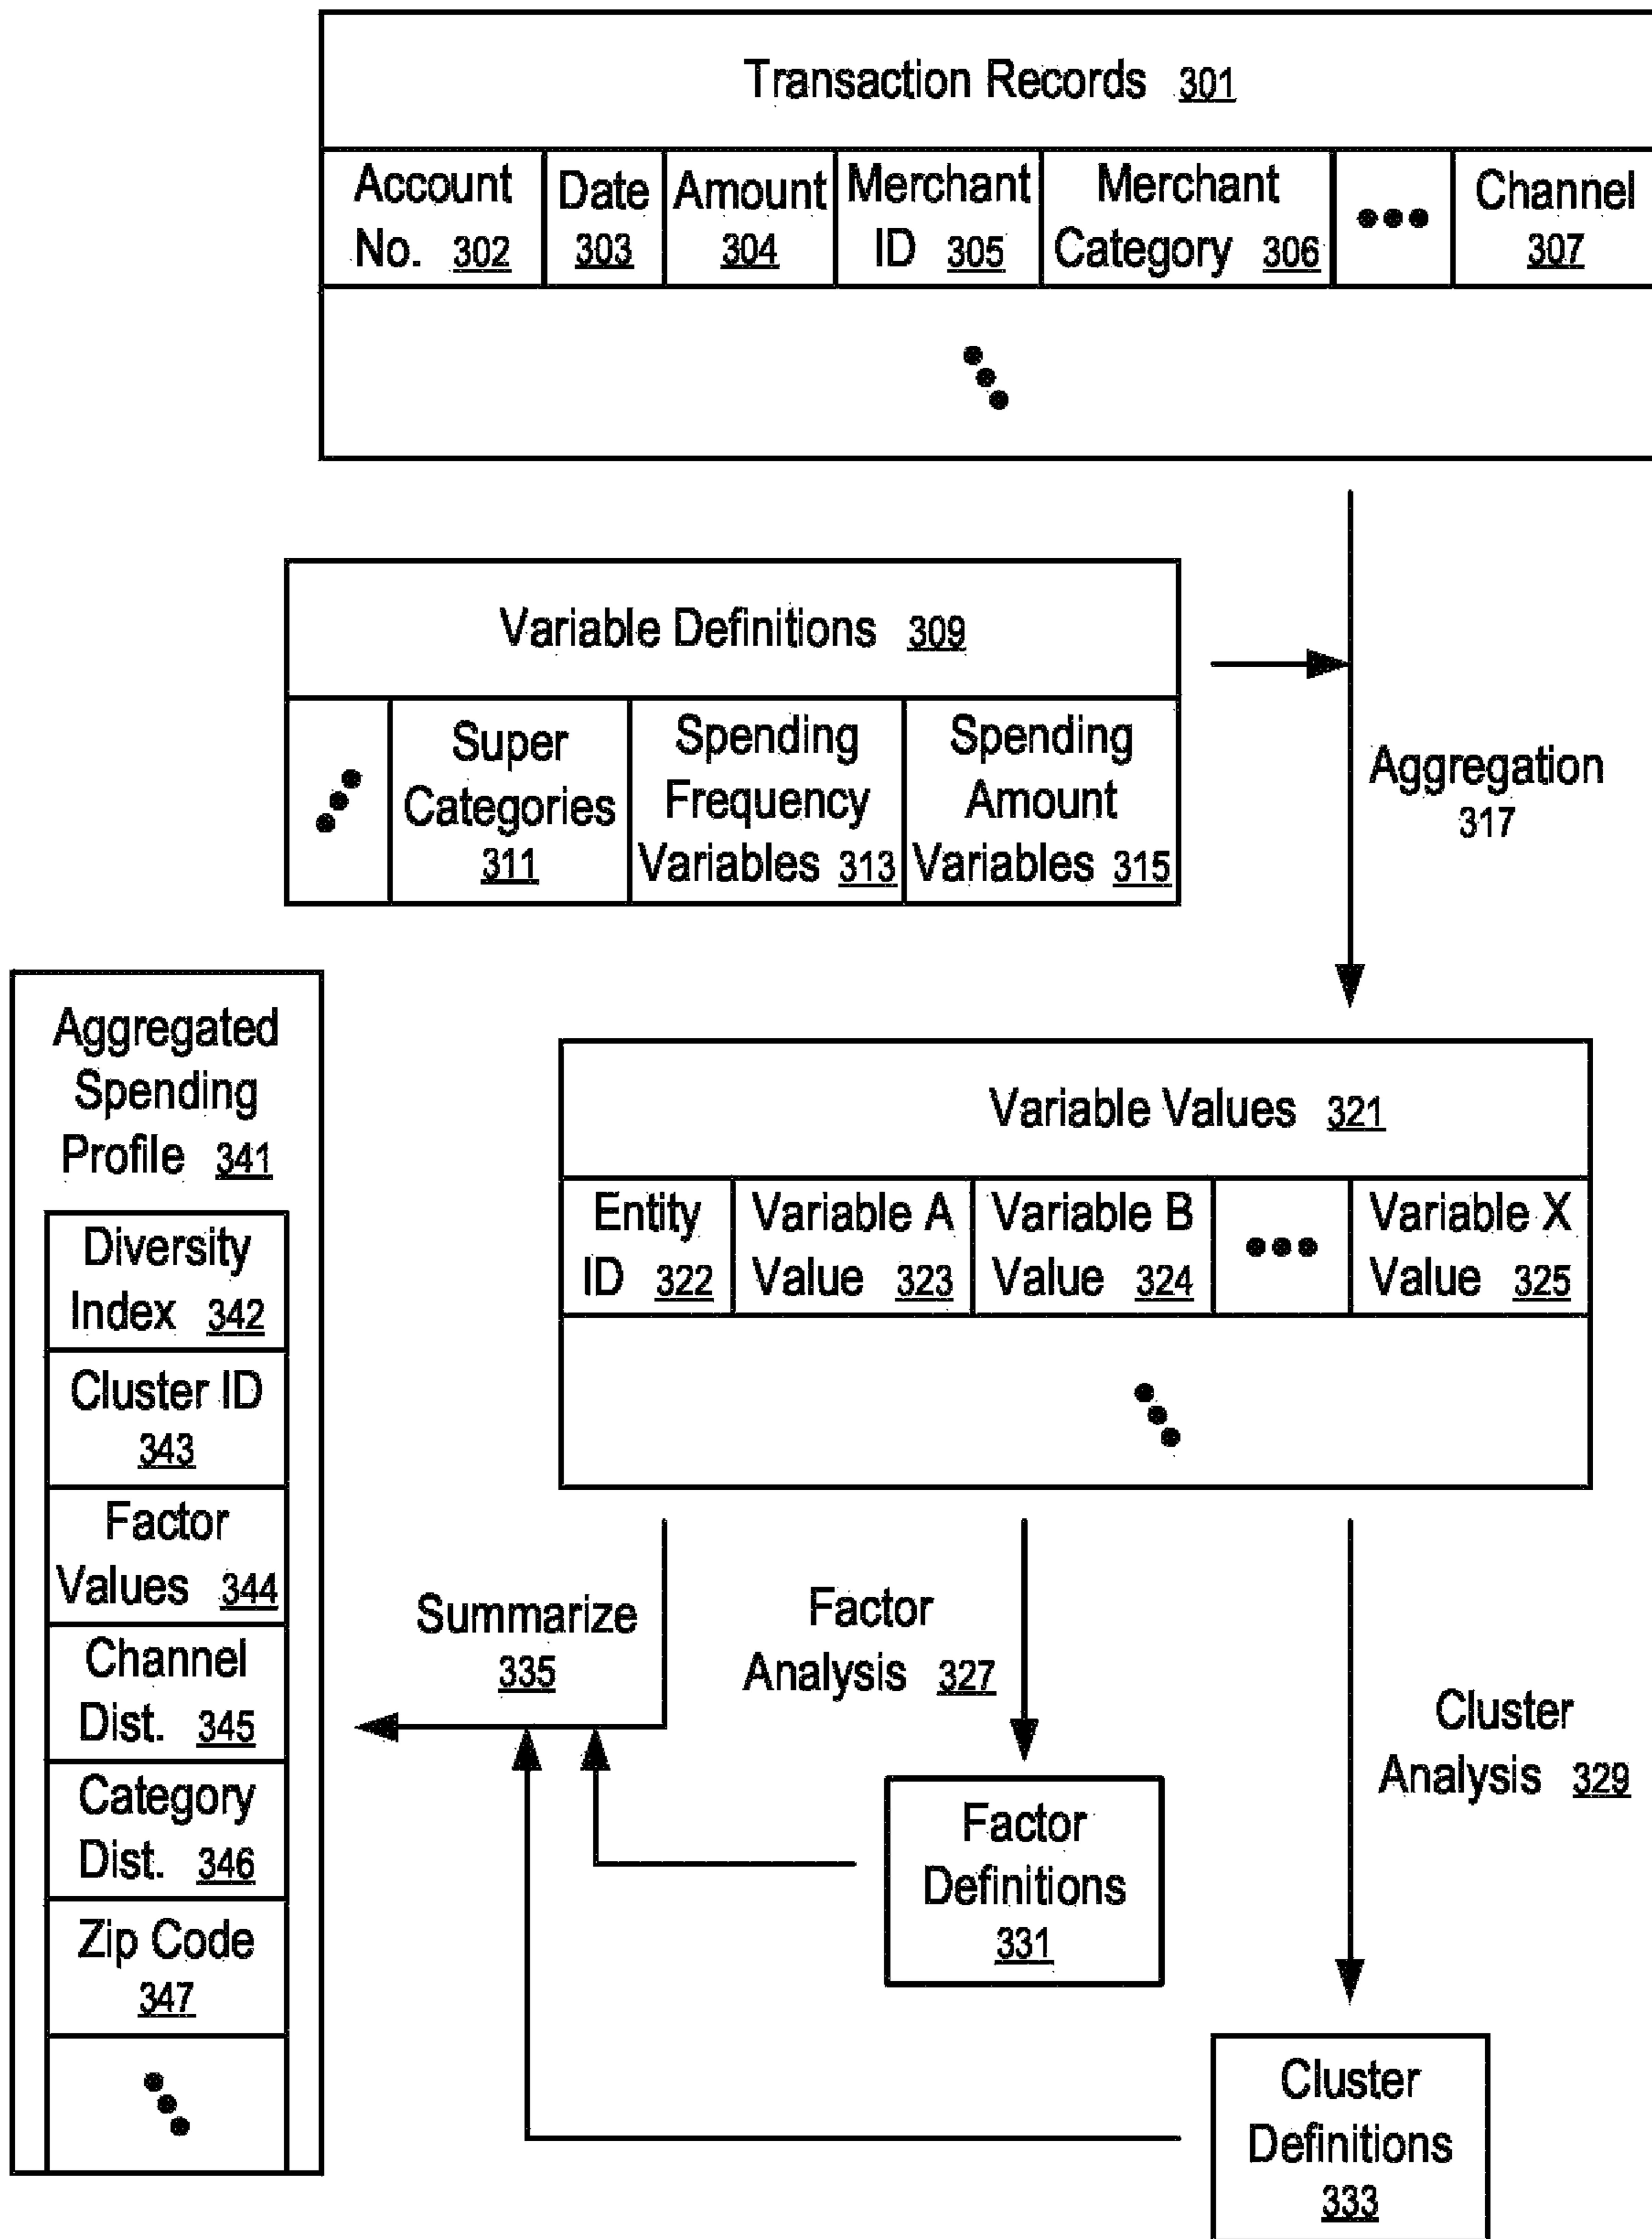 Transaction Records 301
Account
No. 302
Date
303
Amount
304
Merchant
ID 305
Merchant
Category 306
Channel
307
Variable Definitions 309
Super
Categories
311
Spending
Frequency
Variables 313
Spending
Amount
Variables 315
Aggregation
317
Variable Values 321
Entity
ID 322
Variable A
Value 323
Variable B
Value 324
Variable X
Value 325
Aggregated
Spending
Profile 341
Diversity
Index 342
Cluster ID
343
Factor
Values 344
Channel
Dist. 345
Category
Dist. 346
Zip Code
347
Summarize
335
Factor
Analysis 327
Cluster
Analysis 329
Factor
Definitions
331
Cluster
Definitions
333